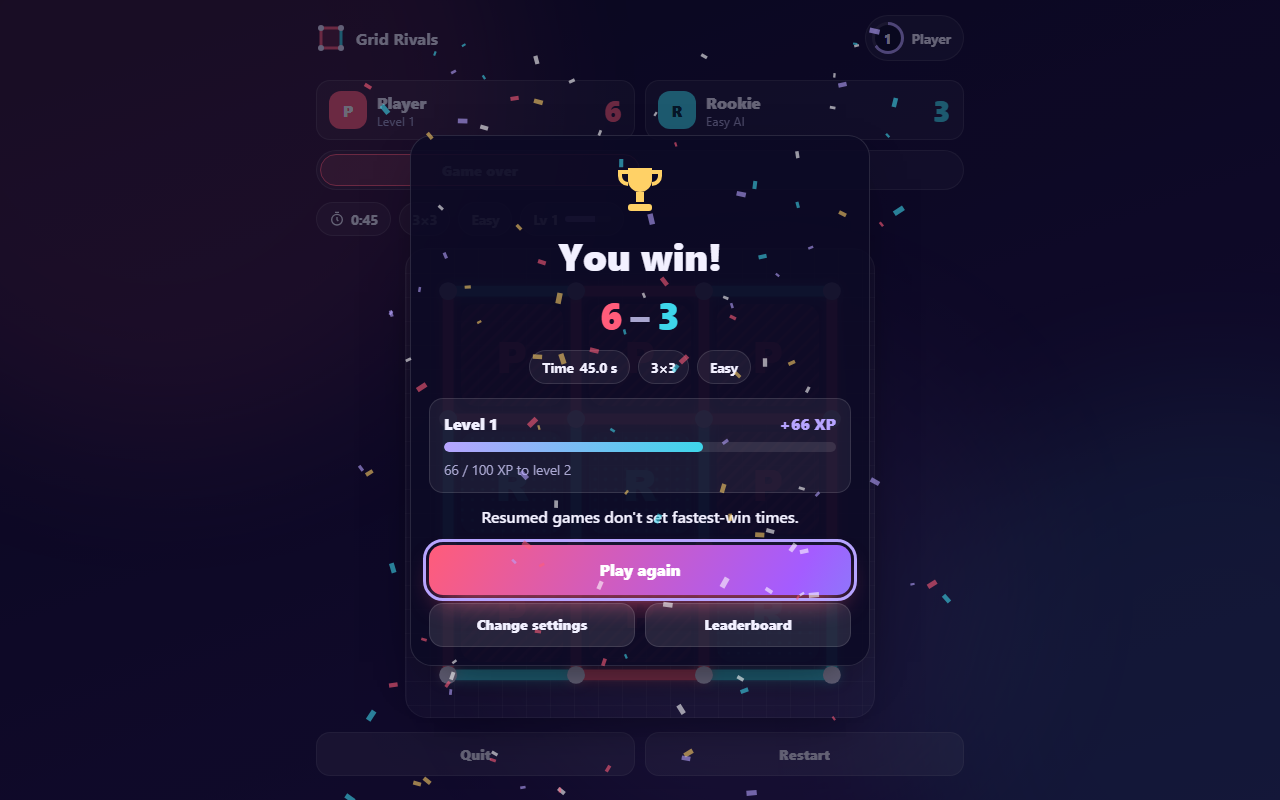 Grid Rivals
1 Player
P Player 6
Level 1
R Rookie 3
Easy AI
Game over
0:45 3×3 Easy Lv 1
You win!
6 – 3
Time 45.0 s 3×3 Easy
Level 1 +66 XP
66 / 100 XP to level 2
Resumed games don't set fastest-win times.
Play again
Change settings Leaderboard
Quit Restart